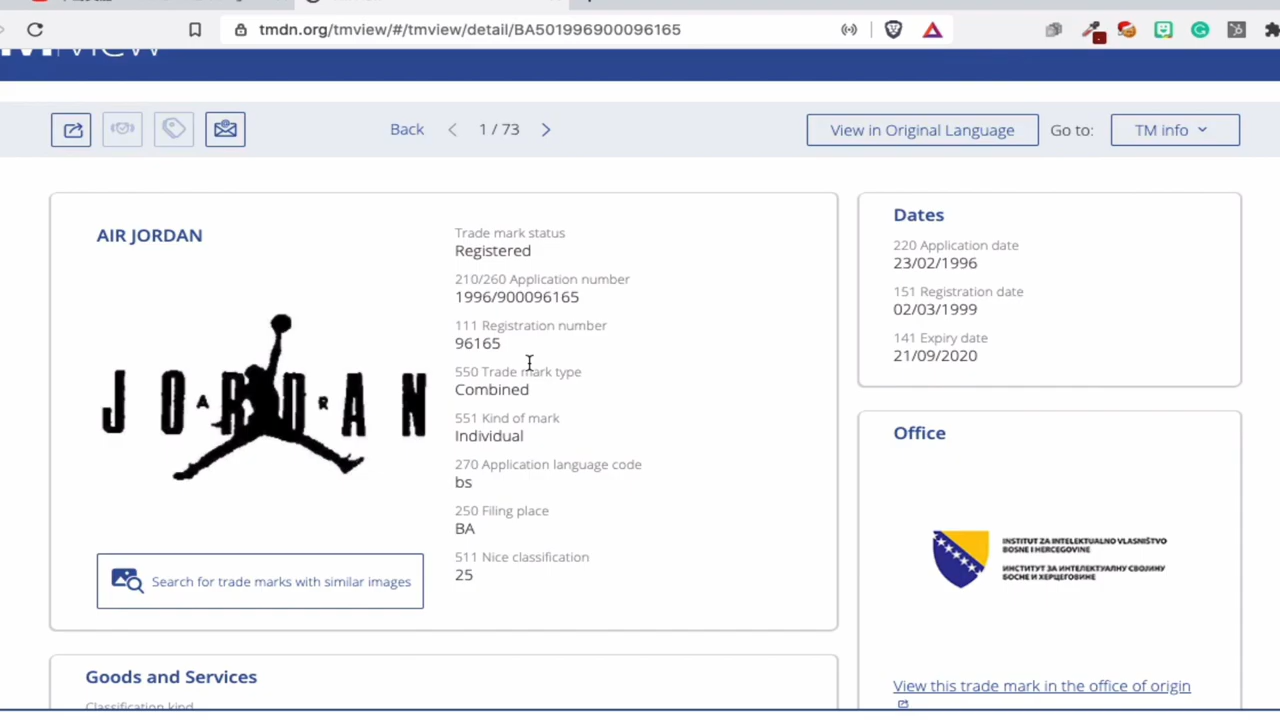 tmdn.org/tmview/#/tmview/detail/BA501996900096165
Back
1 / 73
View in Original Language
Go to:
TM info
AIR JORDAN
JORDAN
A R
Search for trade marks with similar images
Trade mark status
Registered
210/260 Application number
1996/900096165
111 Registration number
96165
550 Trade mark type
Combined
551 Kind of mark
Individual
270 Application language code
bs
250 Filing place
BA
511 Nice classification
25
Dates
220 Application date
23/02/1996
151 Registration date
02/03/1999
141 Expiry date
21/09/2020
Office
INSTITUT ZA INTELEKTUALNO VLASNIŠTVO
BOSNE I HERCEGOVINE
ИНСТИТУТ ЗА ИНТЕЛЕКТУАЛНУ СВОЈИНУ
БОСНЕ И ХЕРЦЕГОВИНЕ
View this trade mark in the office of origin
Goods and Services
Classification kind